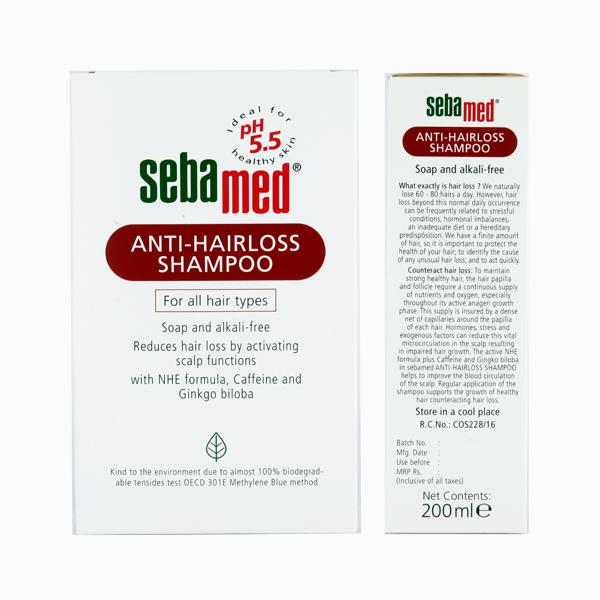 Ideal for
pH
5.5
healthy skin
sebamed®
ANTI-HAIRLOSS
SHAMPOO
For all hair types
Soap and alkali-free
Reduces hair loss by activating
scalp functions
with NHE formula, Caffeine and
Ginkgo biloba
Kind to the environment due to almost 100% biodegrad-
able tensides test OECD 301E Methylene Blue method
sebamed®
ANTI-HAIRLOSS
SHAMPOO
Soap and alkali-free
What exactly is hair loss ? We naturally
lose 60 - 80 hairs a day. However, hair
loss beyond this normal daily occurrence
can be frequently related to stressful
conditions, hormonal imbalances,
an inadequate diet or a hereditary
predisposition. We have a finite amount
of hair, so it is important to protect the
health of your hair; to identify the cause
of any unusual hair loss; and to act quickly.
Counteract hair loss: To maintain
strong healthy hair, the hair papilla
and follicle require a continuous supply
of nutrients and oxygen, especially
throughout its active anagen growth
phase. This supply is insured by a dense
net of capillaries around the papilla
of each hair. Hormones, stress and
exogenous factors can reduce this vital
microcirculation in the scalp resulting
in impaired hair growth. The active NHE
formula plus Caffeine and Ginkgo biloba
in sebamed ANTI-HAIRLOSS SHAMPOO
helps to improve the blood circulation
of the scalp. Regular application of the
shampoo supports the growth of healthy
hair counteracting hair loss.
Store in a cool place
R.C.No.: COS228/16
Batch No. :
Mfg. Date :
Use before :
MRP Rs. :
(Inclusive of all taxes)
Net Contents:
200ml℮